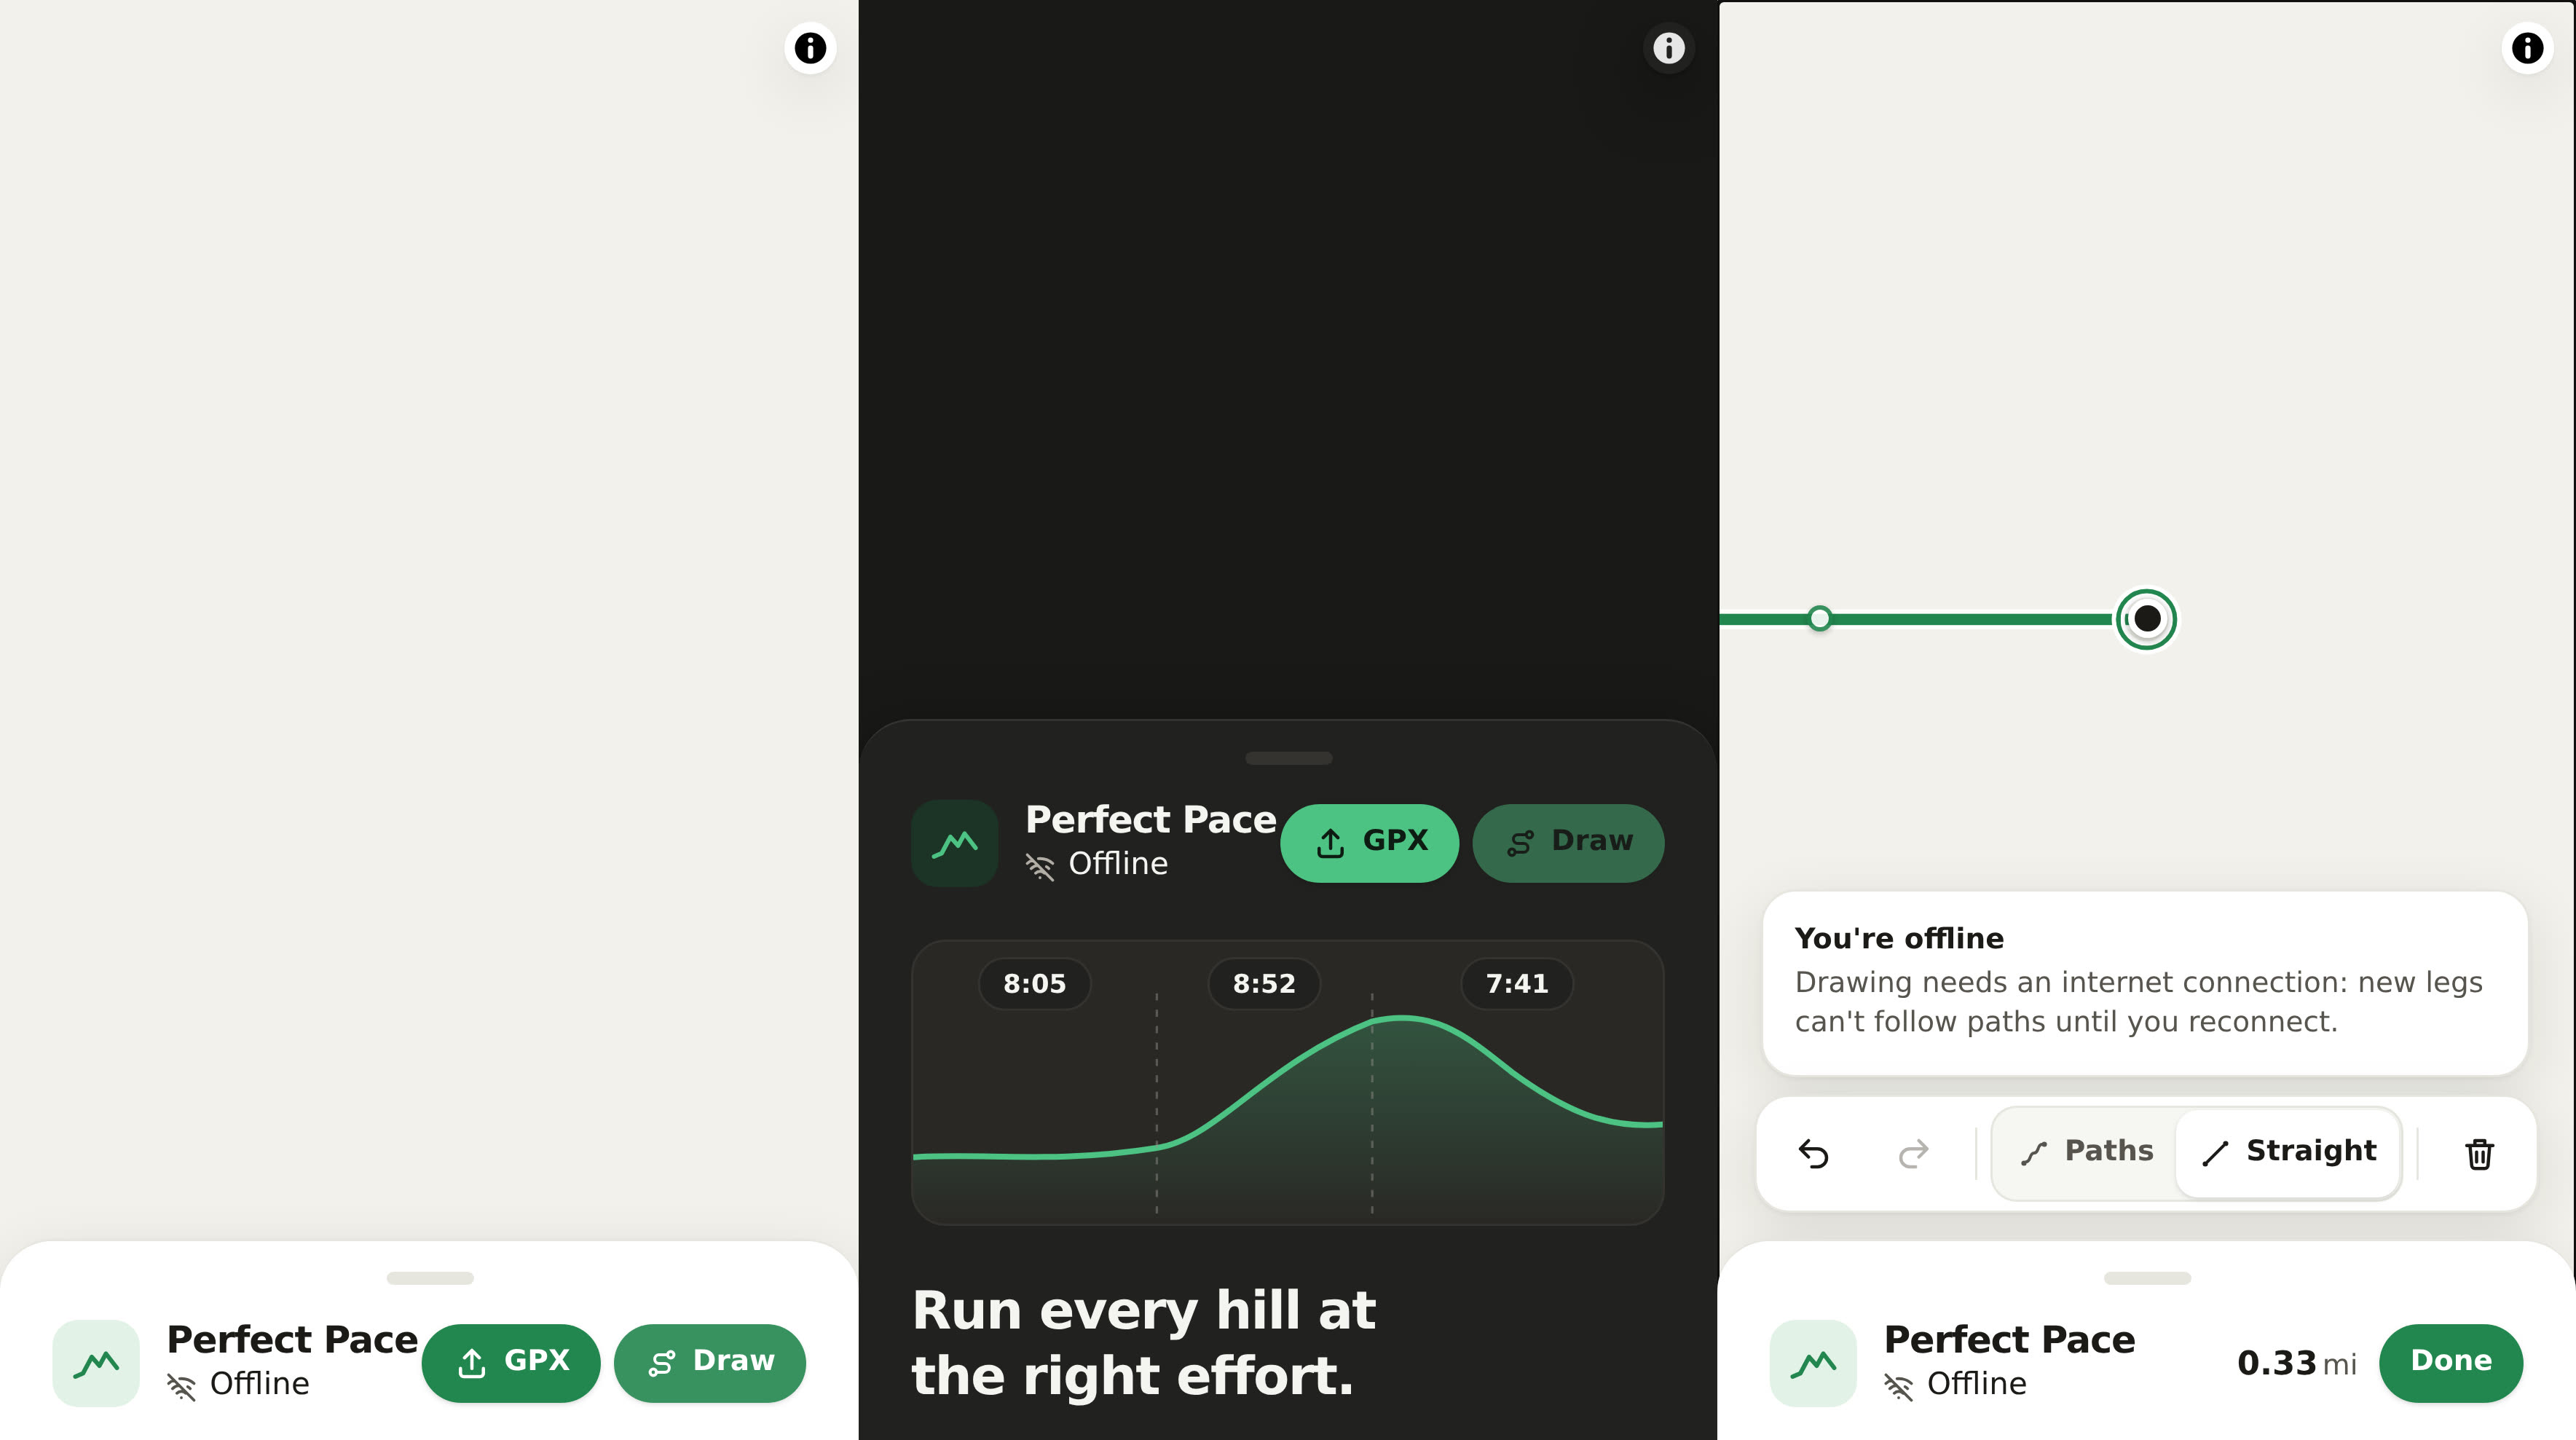 Perfect Pace
Offline
GPX
Draw
Perfect Pace
Offline
GPX
Draw
8:05
8:52
7:41
Run every hill at
the right effort.
You're offline
Drawing needs an internet connection: new legs
can't follow paths until you reconnect.
Paths
Straight
Perfect Pace
Offline
0.33 mi
Done